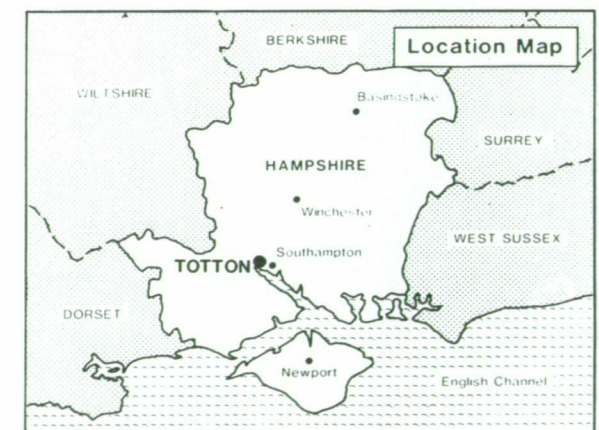 BERKSHIRE
Location Map
WILTSHIRE
Basingstoke
SURREY
HAMPSHIRE
Winchester
WEST SUSSEX
Southampton
TOTTON
DORSET
Newport
English Channel